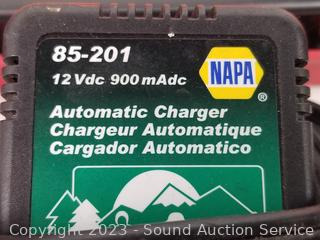 85-201
12 Vdc 900 mAdc
NAPA
®
Automatic Charger
Chargeur Automatique
Cargador Automatico
Copyright 2023 - Sound Auction Service